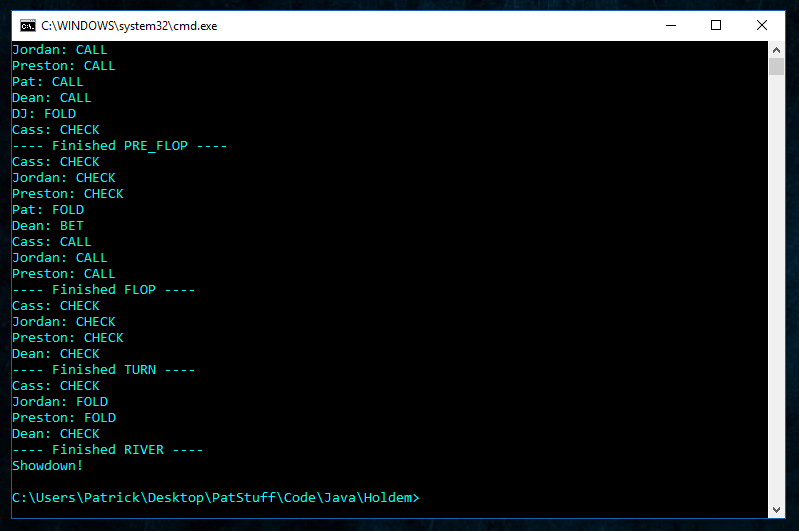 C:\WINDOWS\system32\cmd.exe
Jordan: CALL
Preston: CALL
Pat: CALL
Dean: CALL
DJ: FOLD
Cass: CHECK
---- Finished PRE_FLOP ----
Cass: CHECK
Jordan: CHECK
Preston: CHECK
Pat: FOLD
Dean: BET
Cass: CALL
Jordan: CALL
Preston: CALL
---- Finished FLOP ----
Cass: CHECK
Jordan: CHECK
Preston: CHECK
Dean: CHECK
---- Finished TURN ----
Cass: CHECK
Jordan: FOLD
Preston: FOLD
Dean: CHECK
---- Finished RIVER ----
Showdown!
C:\Users\Patrick\Desktop\PatStuff\Code\Java\Holdem>